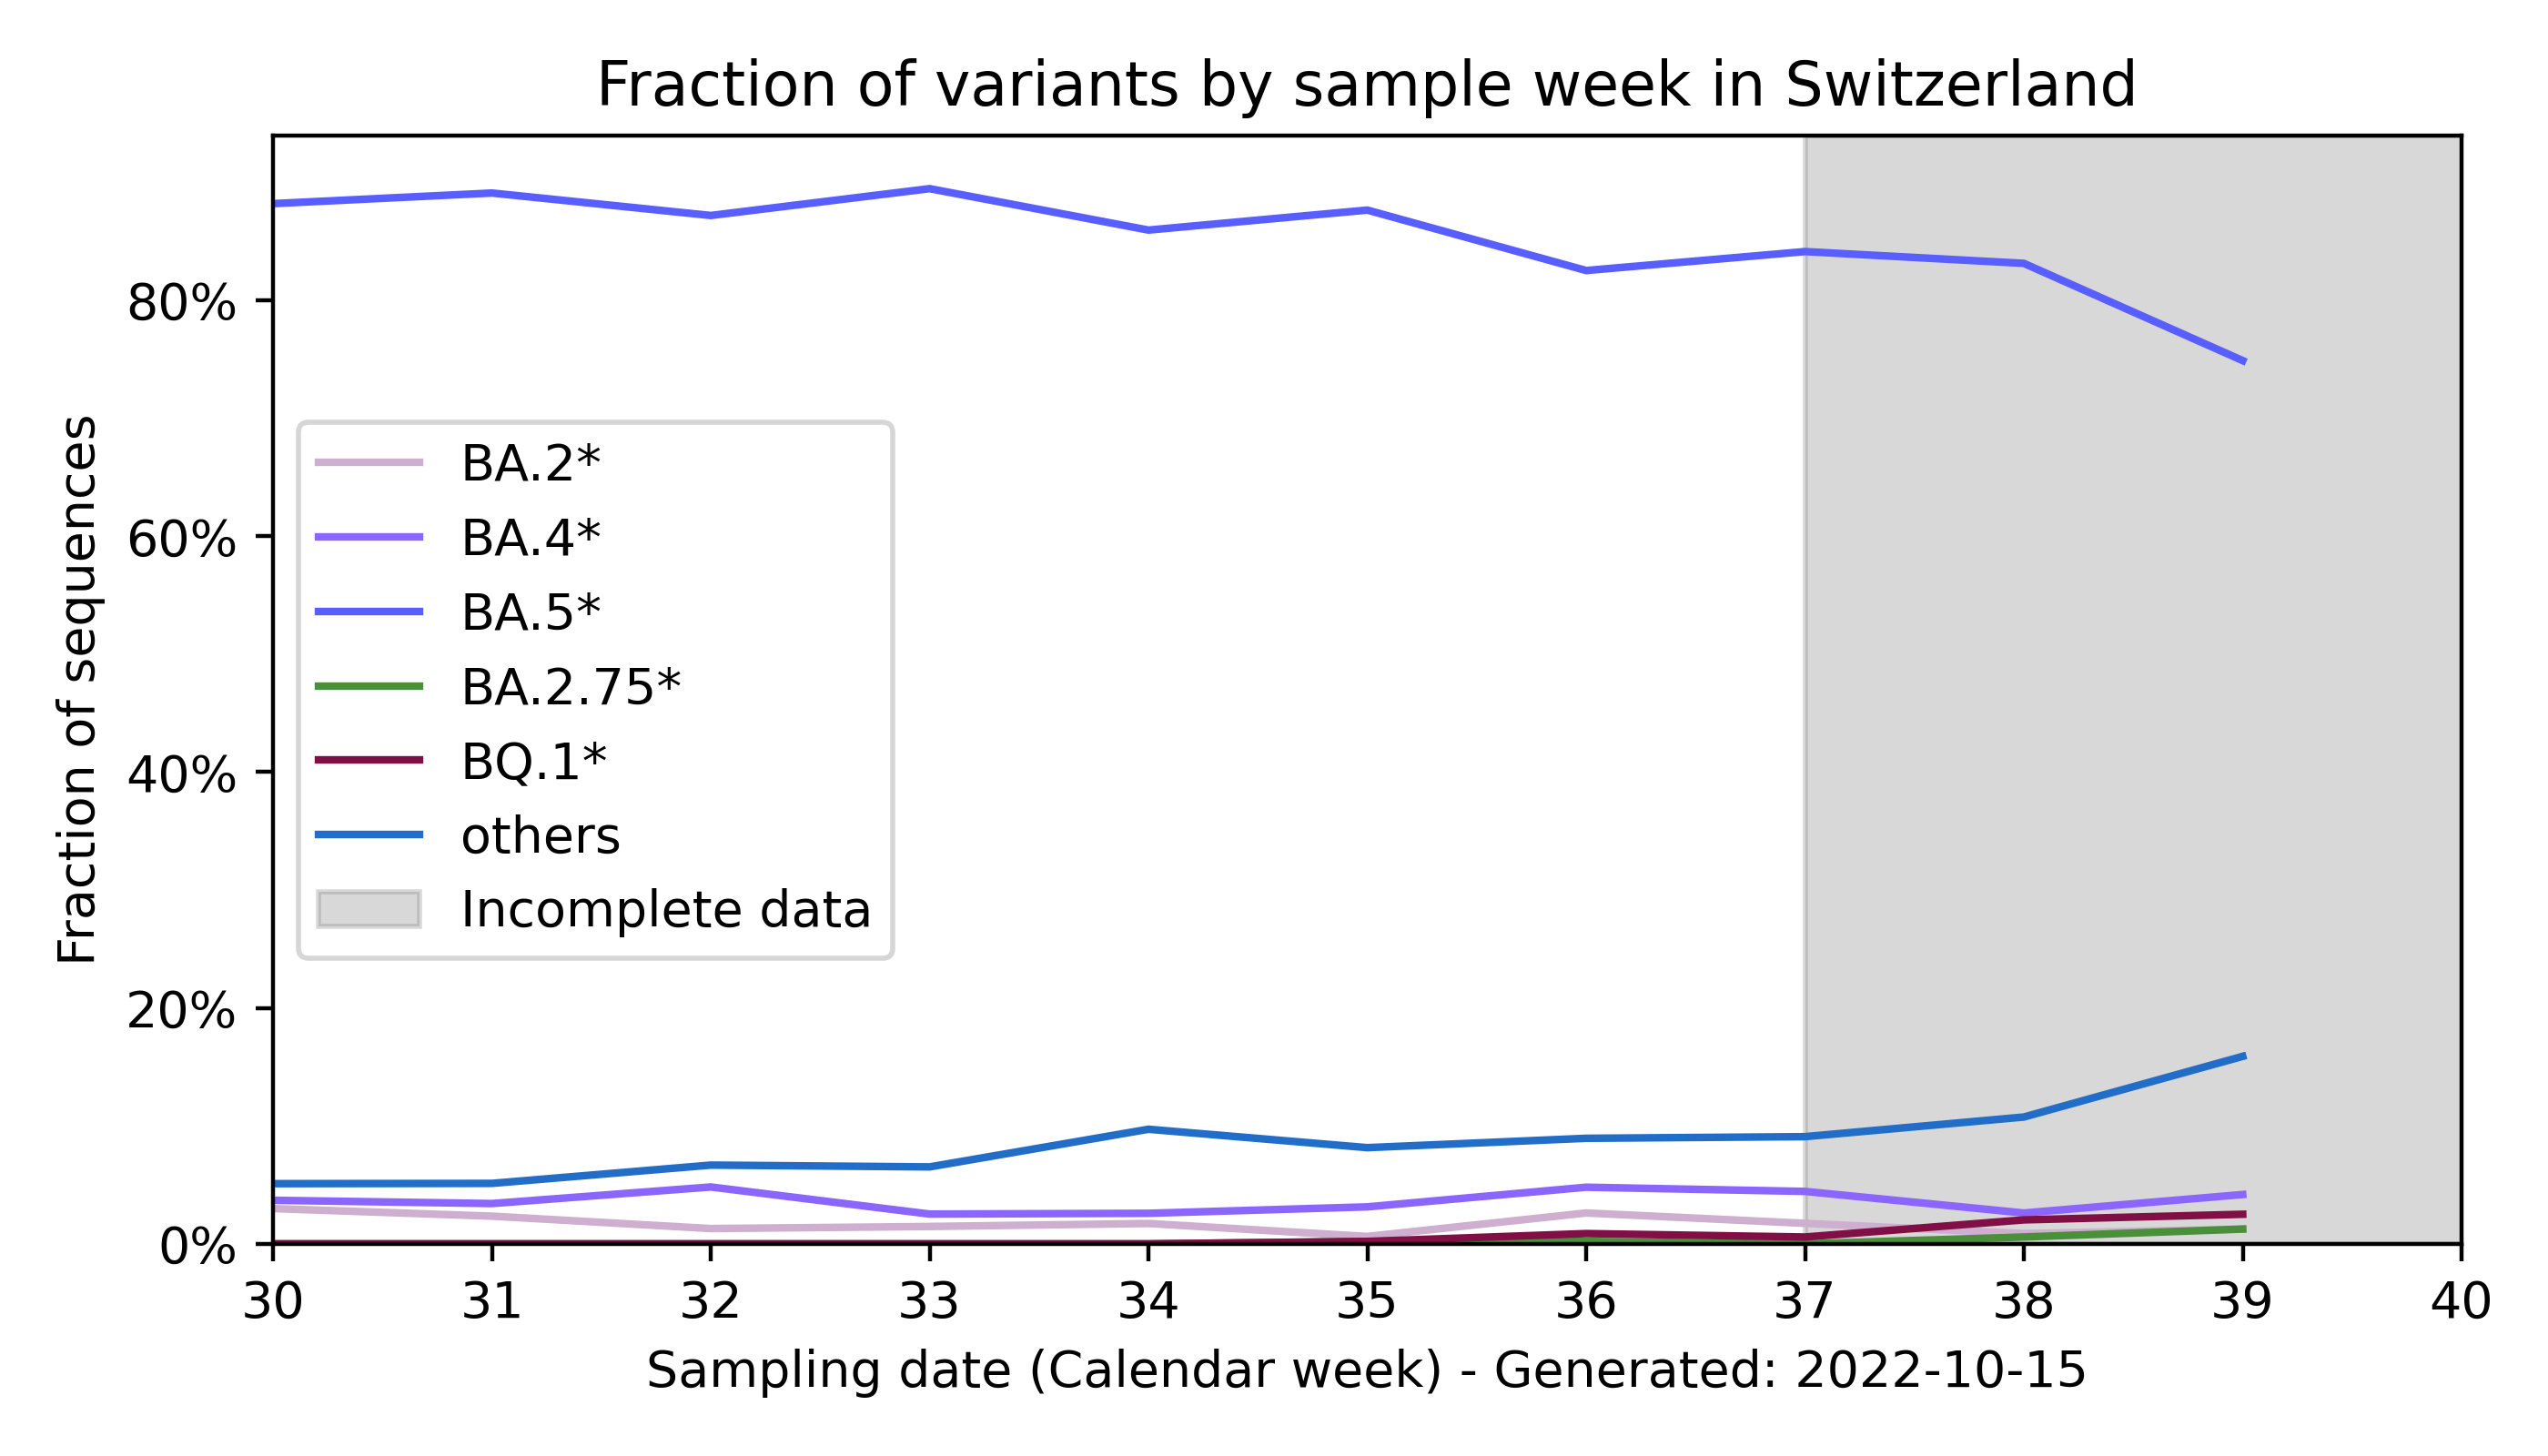 Fraction of variants by sample week in Switzerland
Fraction of sequences
80%
60%
40%
20%
0%
BA.2*
BA.4*
BA.5*
BA.2.75*
BQ.1*
others
Incomplete data
30 31 32 33 34 35 36 37 38 39 40
Sampling date (Calendar week) - Generated: 2022-10-15